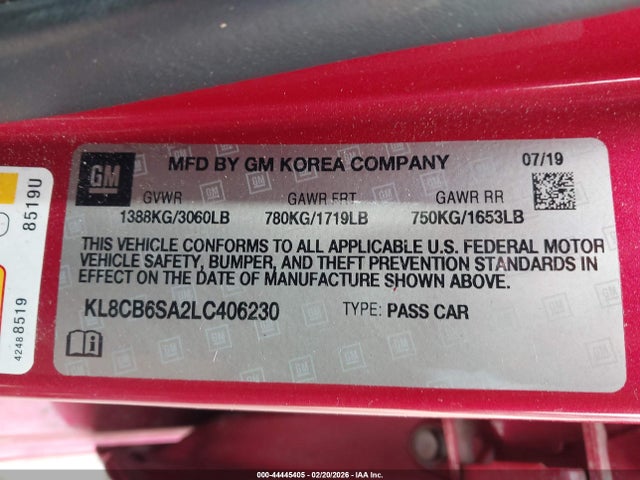 GM
MFD BY GM KOREA COMPANY
07/19
GVWR GAWR FRT GAWR RR
1388KG/3060LB 780KG/1719LB 750KG/1653LB
THIS VEHICLE CONFORMS TO ALL APPLICABLE U.S. FEDERAL MOTOR
VEHICLE SAFETY, BUMPER, AND THEFT PREVENTION STANDARDS IN
EFFECT ON THE DATE OF MANUFACTURE SHOWN ABOVE.
KL8CB6SA2LC406230 TYPE: PASS CAR
8519U
42488519
000-44445405 - 02/20/2026 - IAA Inc.